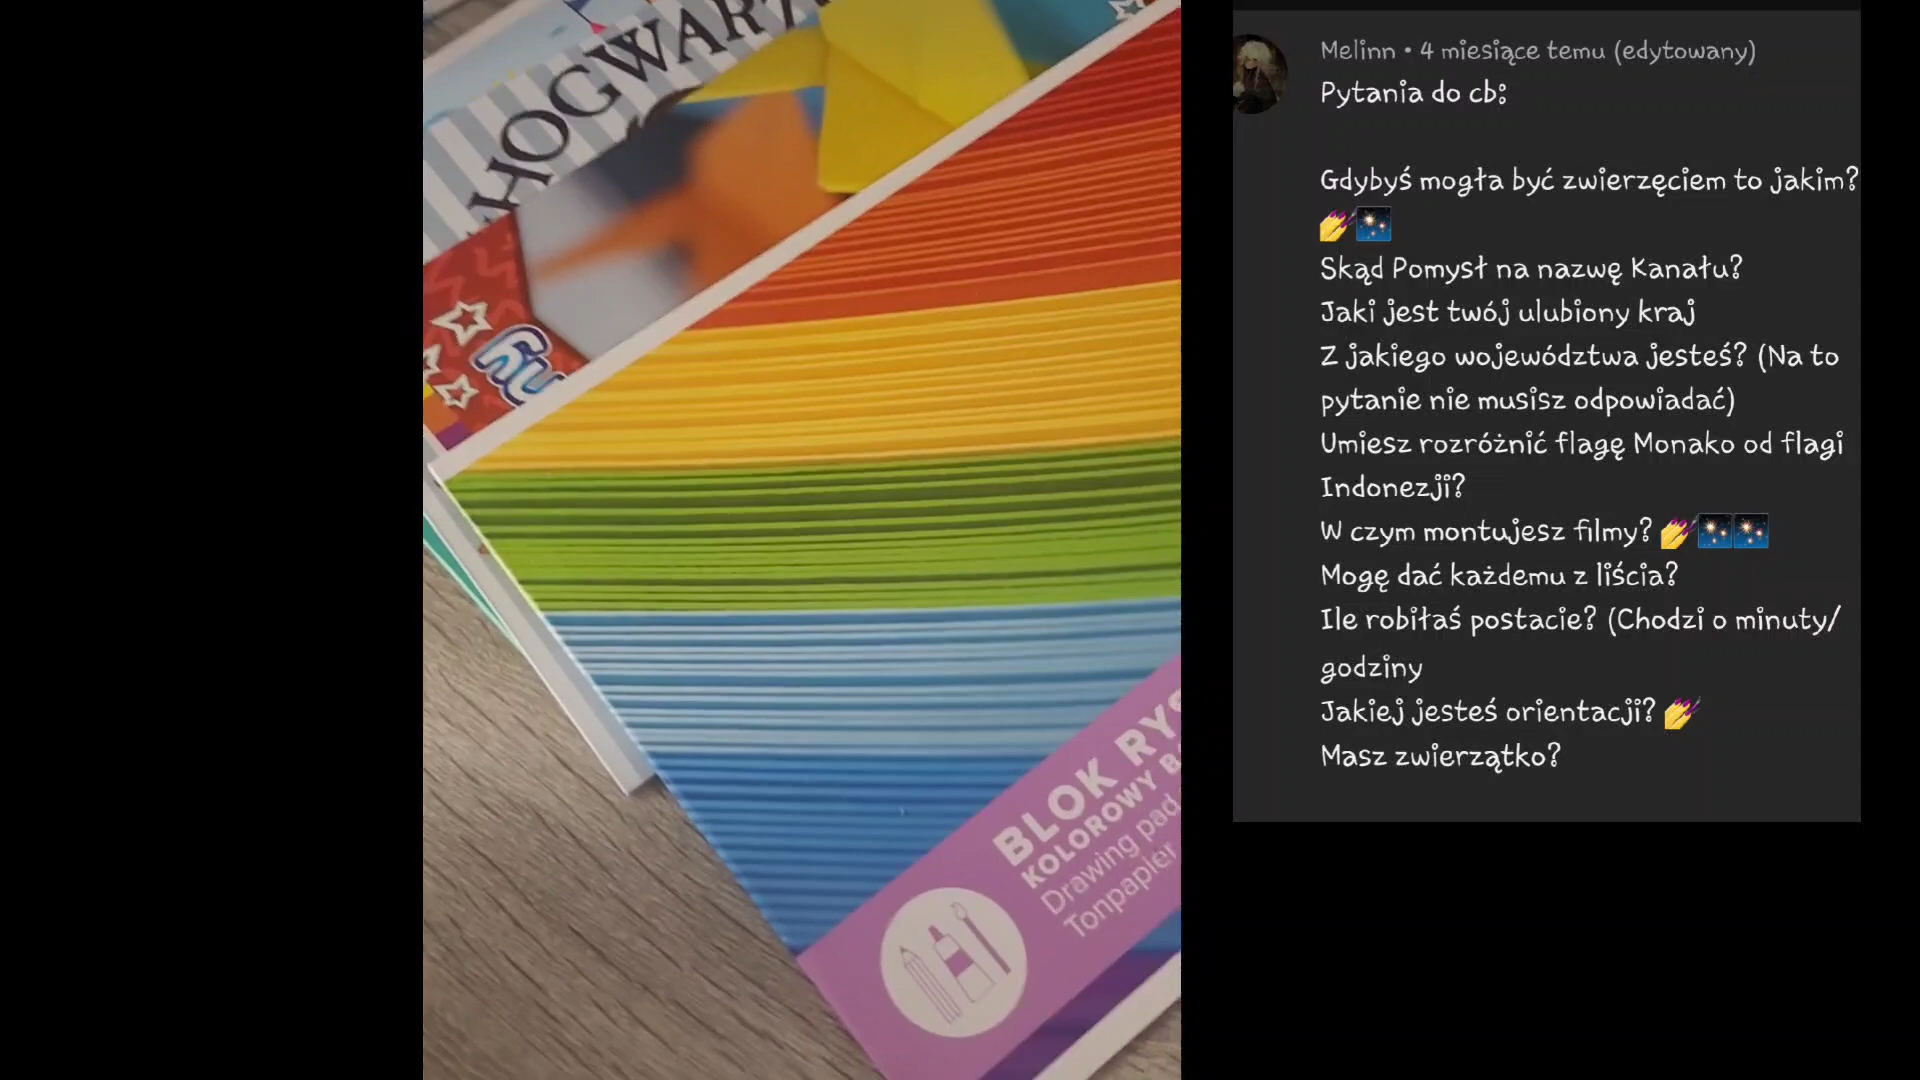 HOGWAR
BLOK RYS
KOLOROWY B
Drawing pad
Tonpapier
Melinn • 4 miesiące temu (edytowany)
Pytania do cb:
Gdybyś mogła być zwierzęciem to jakim?
💅🎆
Skąd Pomysł na nazwę Kanału?
Jaki jest twój ulubiony kraj
Z jakiego województwa jesteś? (Na to
pytanie nie musisz odpowiadać)
Umiesz rozróżnić flagę Monako od flagi
Indonezji?
W czym montujesz filmy? 💅🎆🎆
Mogę dać każdemu z liścia?
Ile robiłaś postacie? (Chodzi o minuty/
godziny
Jakiej jesteś orientacji? 💅
Masz zwierzątko?